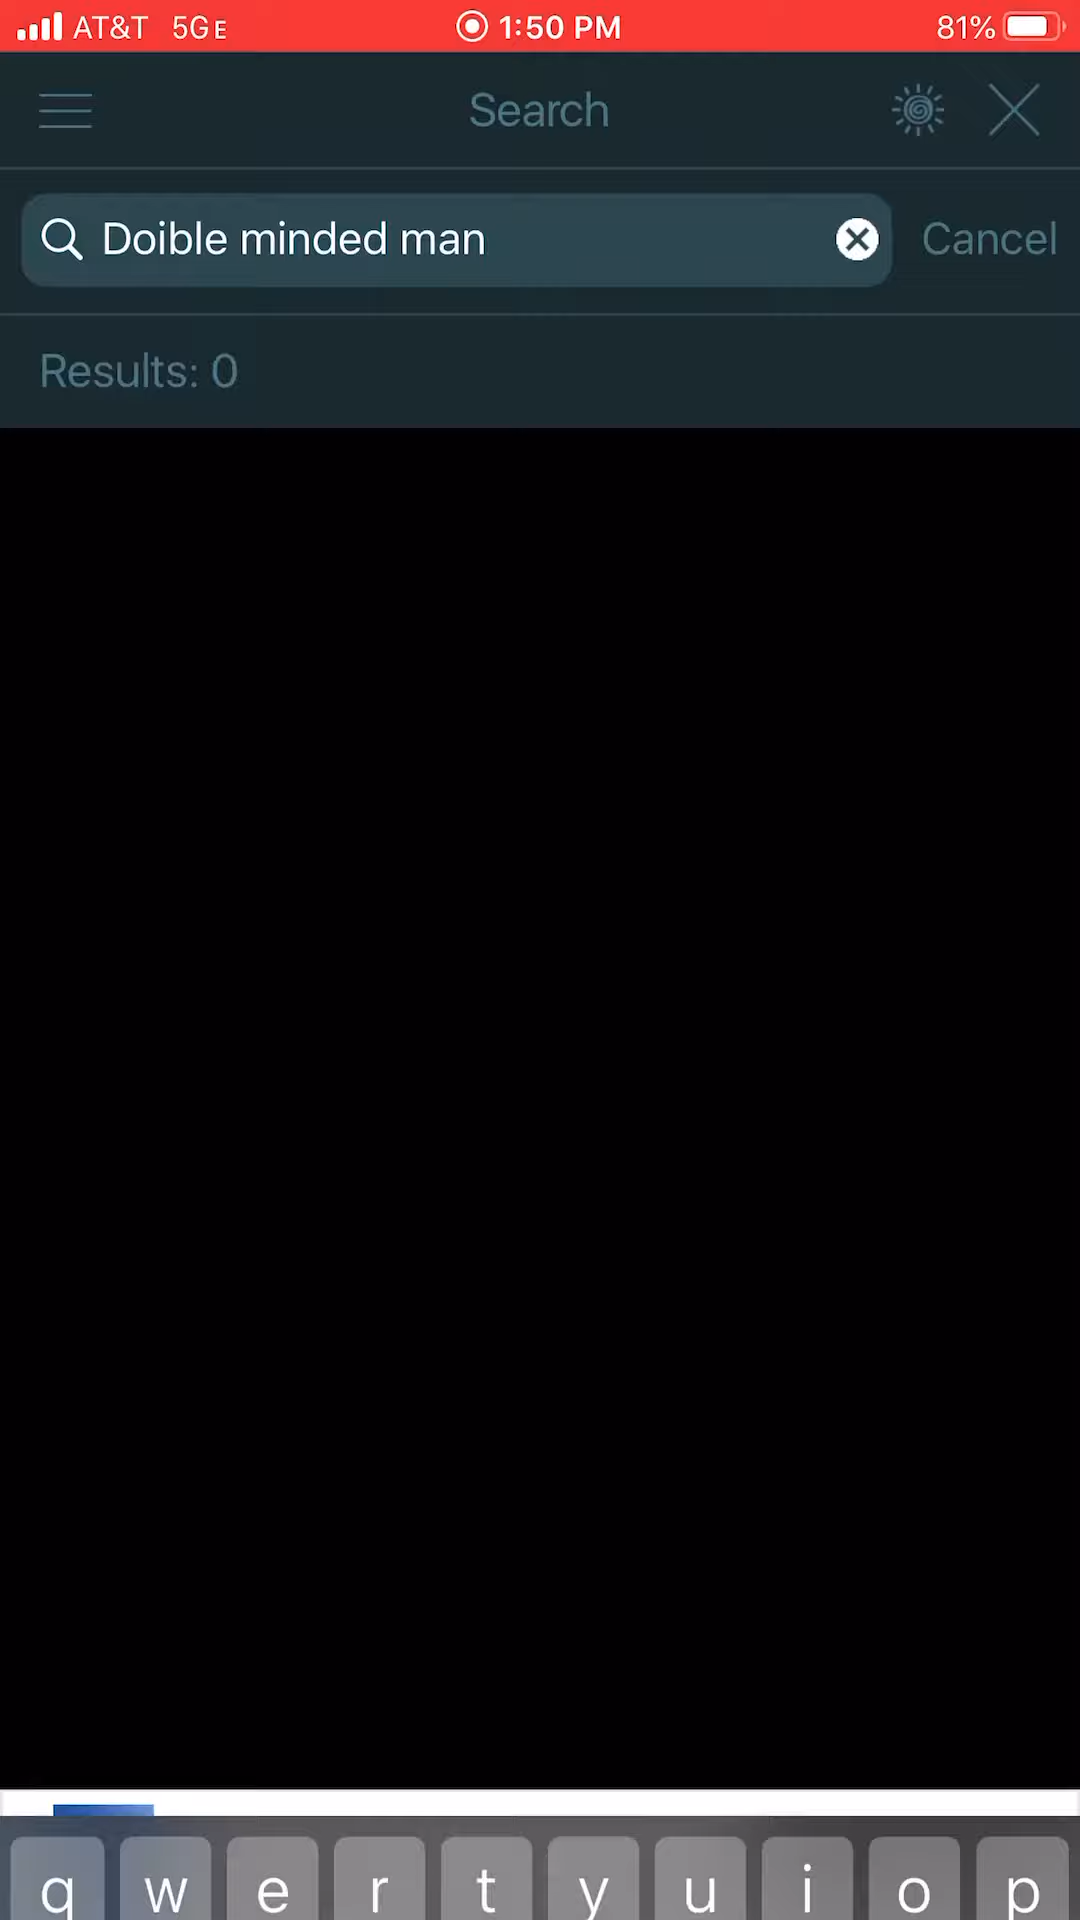 AT&T 5GE 1:50 PM 81%
Search
Doible minded man Cancel
Results: 0
q w e r t y u i o p